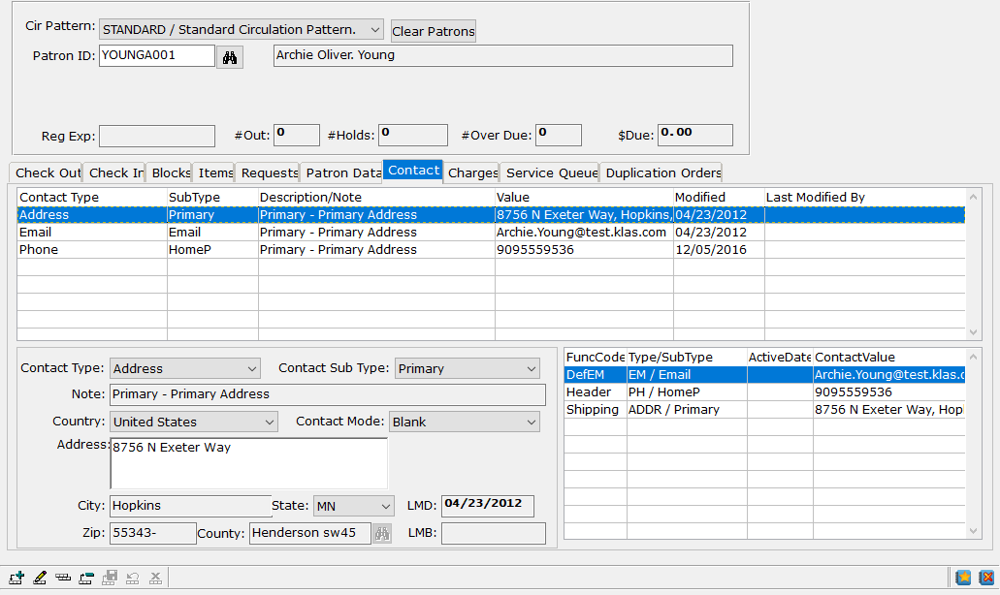 Cir Pattern: STANDARD / Standard Circulation Pattern. Clear Patrons
Patron ID: YOUNGA001 Archie Oliver. Young
Reg Exp: #Out: 0 #Holds: 0 #Over Due: 0 $Due: 0.00
Check Out Check In Blocks Items Requests Patron Data Contact Charges Service Queue Duplication Orders
Contact Type SubType Description/Note Value Modified Last Modified By
Address Primary Primary - Primary Address 8756 N Exeter Way, Hopkins, 04/23/2012
Email Email Primary - Primary Address Archie.Young@test.klas.com 04/23/2012
Phone HomeP Primary - Primary Address 9095559536 12/05/2016
Contact Type: Address Contact Sub Type: Primary
Note: Primary - Primary Address
Country: United States Contact Mode: Blank
Address: 8756 N Exeter Way
City: Hopkins State: MN LMD: 04/23/2012
Zip: 55343- County: Henderson sw45 LMB:
FuncCode Type/SubType ActiveDate ContactValue
DefEM EM / Email Archie.Young@test.klas.c
Header PH / HomeP 9095559536
Shipping ADDR / Primary 8756 N Exeter Way, Hop